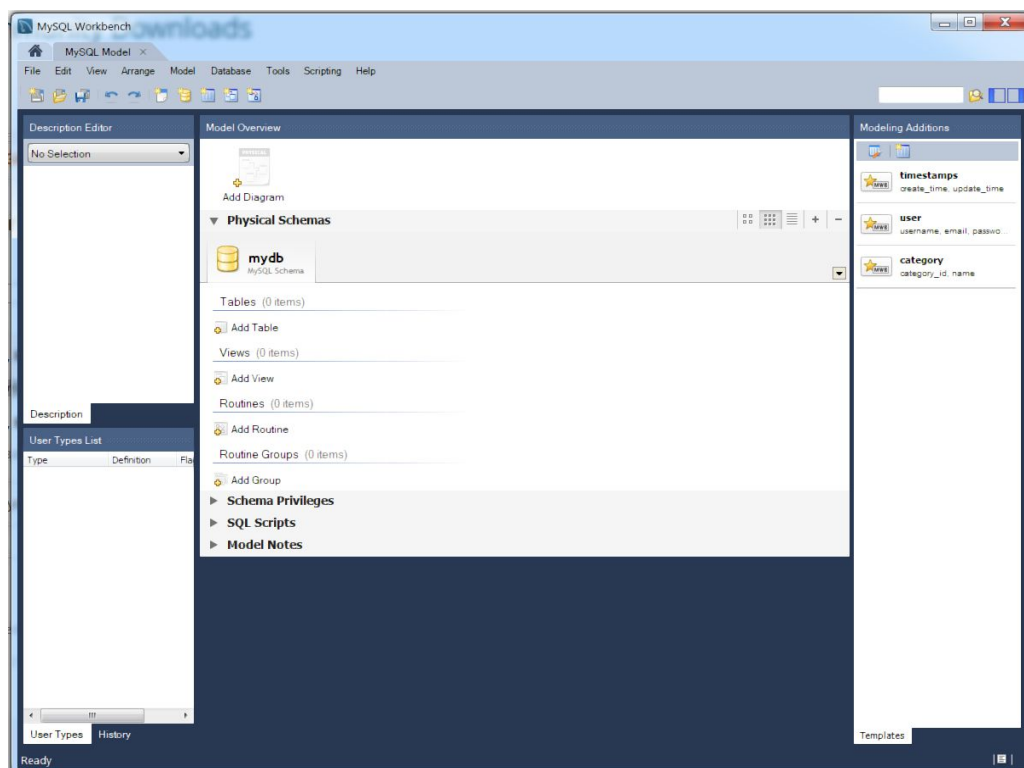 Downloads
MySQL Workbench
MySQL Model ×
File Edit View Arrange Model Database Tools Scripting Help
Description Editor
No Selection
Description
User Types List
Type Definition Fla
User Types History
Model Overview
Add Diagram
Physical Schemas
mydb
MySQL Schema
Tables (0 items)
Add Table
Views (0 items)
Add View
Routines (0 items)
Add Routine
Routine Groups (0 items)
Add Group
Schema Privileges
SQL Scripts
Model Notes
Modeling Additions
timestamps
create_time, update_time
user
username, email, passwo...
category
category_id, name
Templates
Ready